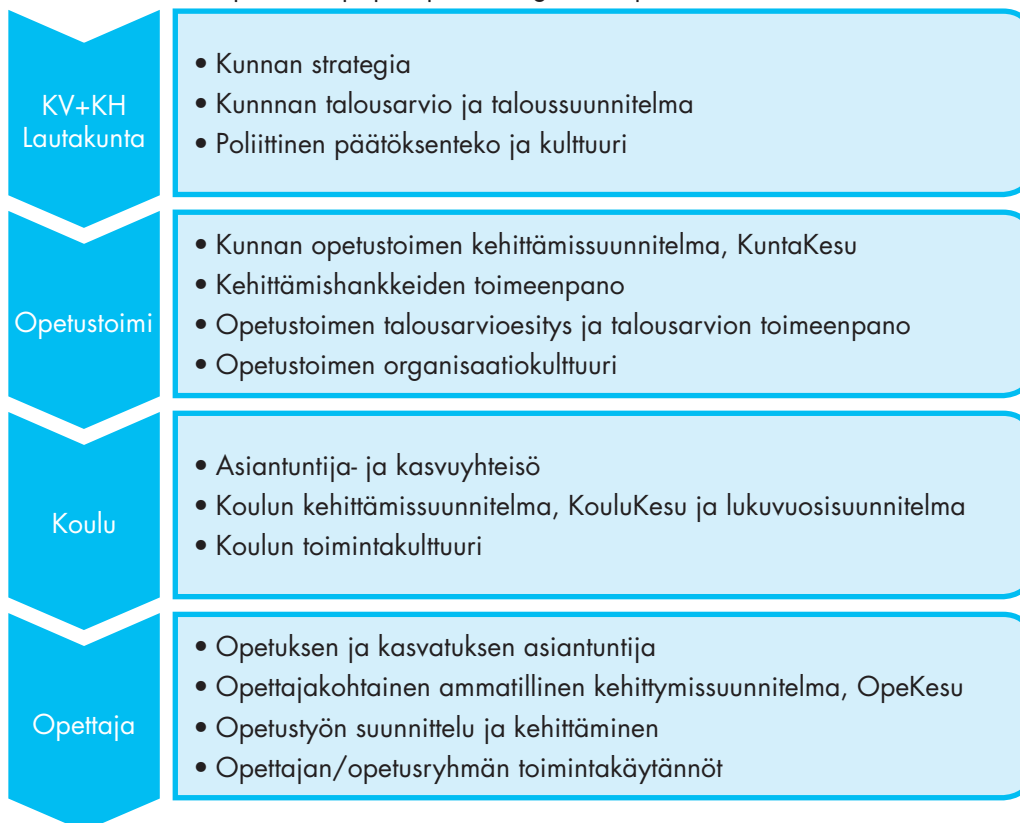 KV+KH
Lautakunta
• Kunnan strategia
• Kunnnan talousarvio ja taloussuunnitelma
• Poliittinen päätöksenteko ja kulttuuri
Opetustoimi
• Kunnan opetustoimen kehittämissuunnitelma, KuntaKesu
• Kehittämishankkeiden toimeenpano
• Opetustoimen talousarvioesitys ja talousarvion toimeenpano
• Opetustoimen organisaatiokulttuuri
Koulu
• Asiantuntija- ja kasvuyhteisö
• Koulun kehittämissuunnitelma, KouluKesu ja lukuvuosisuunnitelma
• Koulun toimintakulttuuri
Opettaja
• Opetuksen ja kasvatuksen asiantuntija
• Opettajakohtainen ammatillinen kehittymissuunnitelma, OpeKesu
• Opetustyön suunnittelu ja kehittäminen
• Opettajan/opetusryhmän toimintakäytännöt